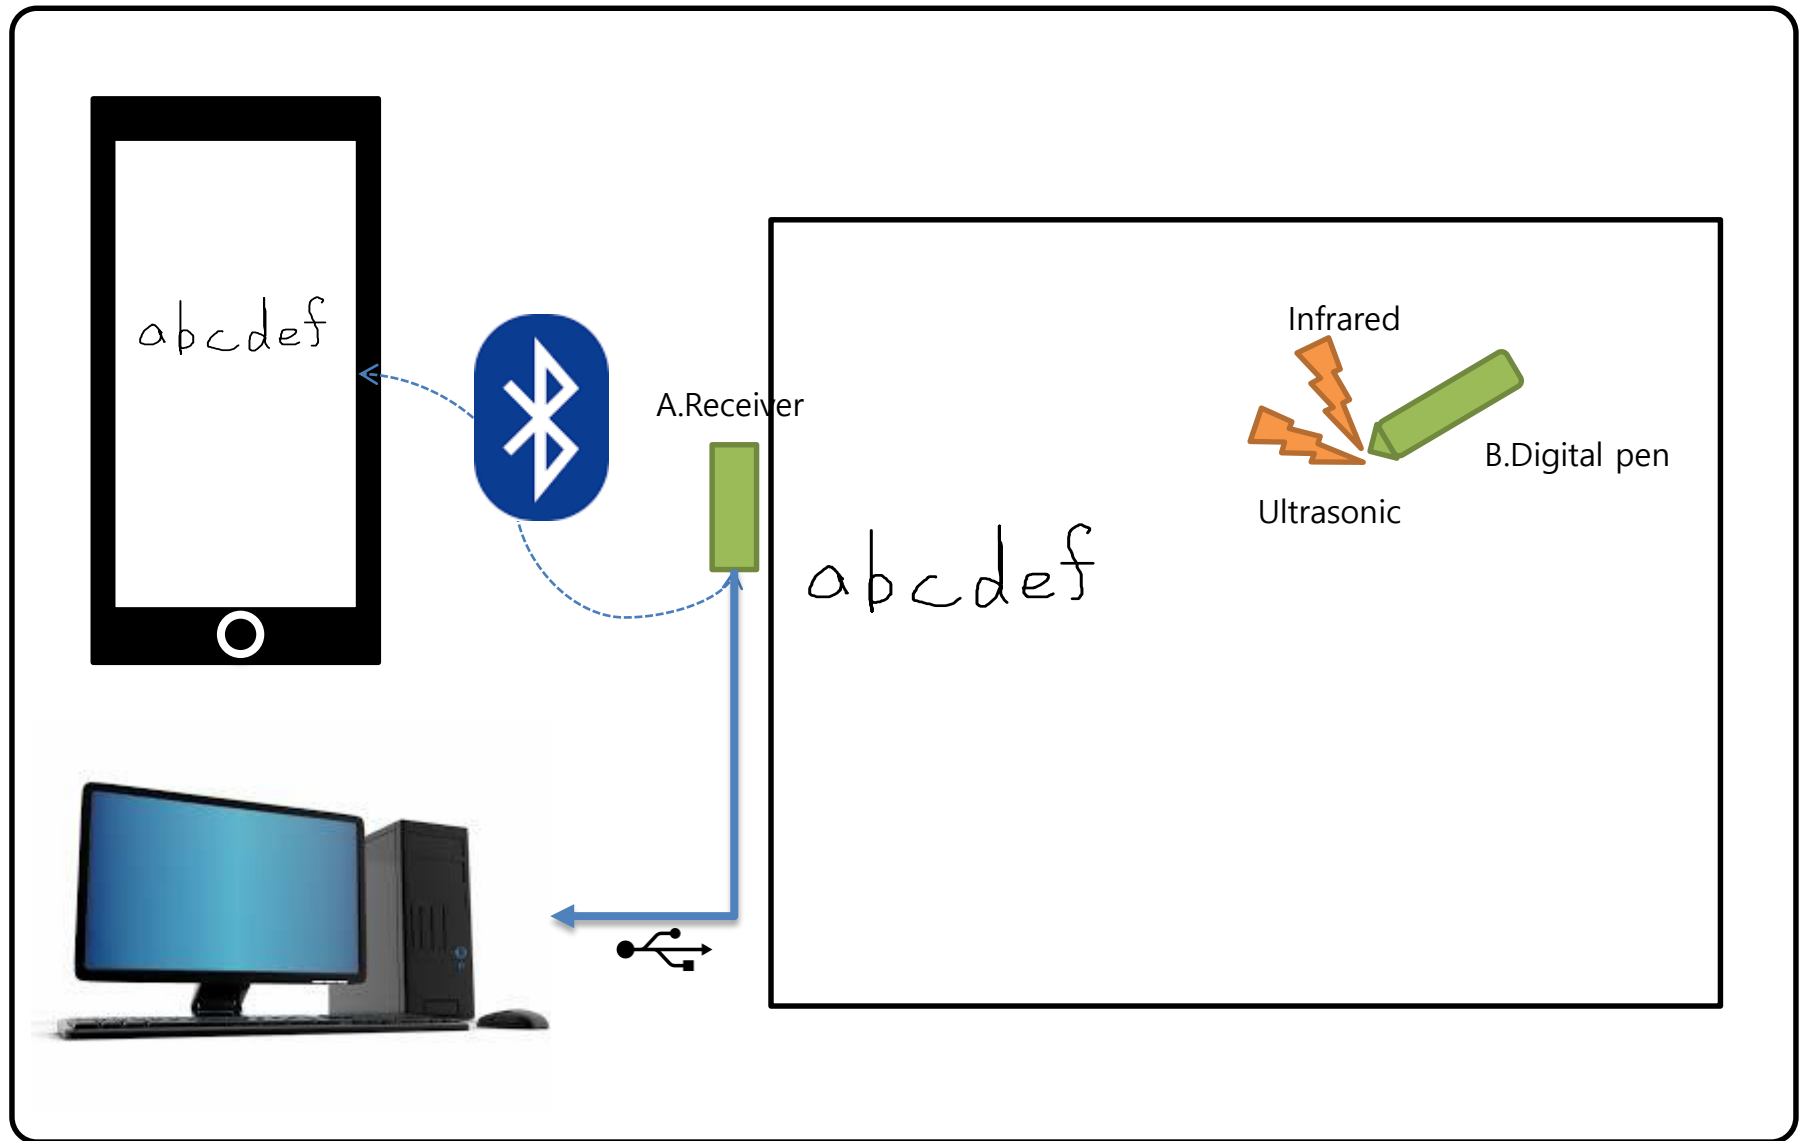 abcdef
Infrared
A.Receiver
B.Digital pen
Ultrasonic
abcdef